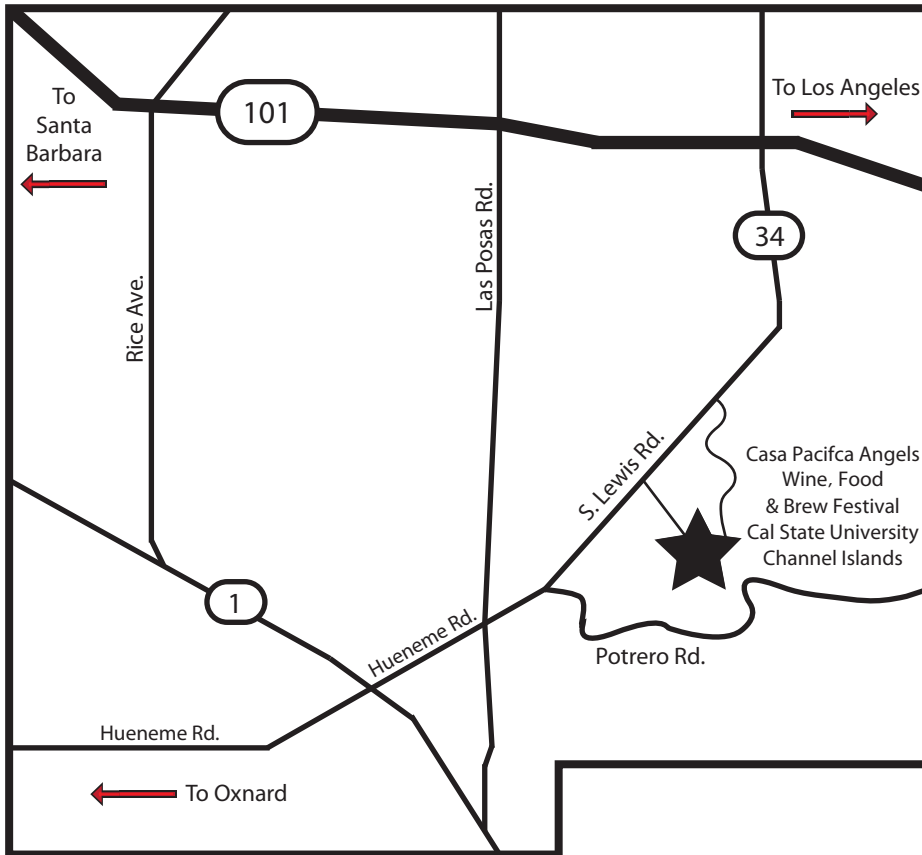 To
Santa
Barbara
101
To Los Angeles
34
Rice Ave.
Las Posas Rd.
S. Lewis Rd.
Casa Pacifca Angels
Wine, Food
& Brew Festival
Cal State University
Channel Islands
1
Hueneme Rd.
Potrero Rd.
Hueneme Rd.
To Oxnard